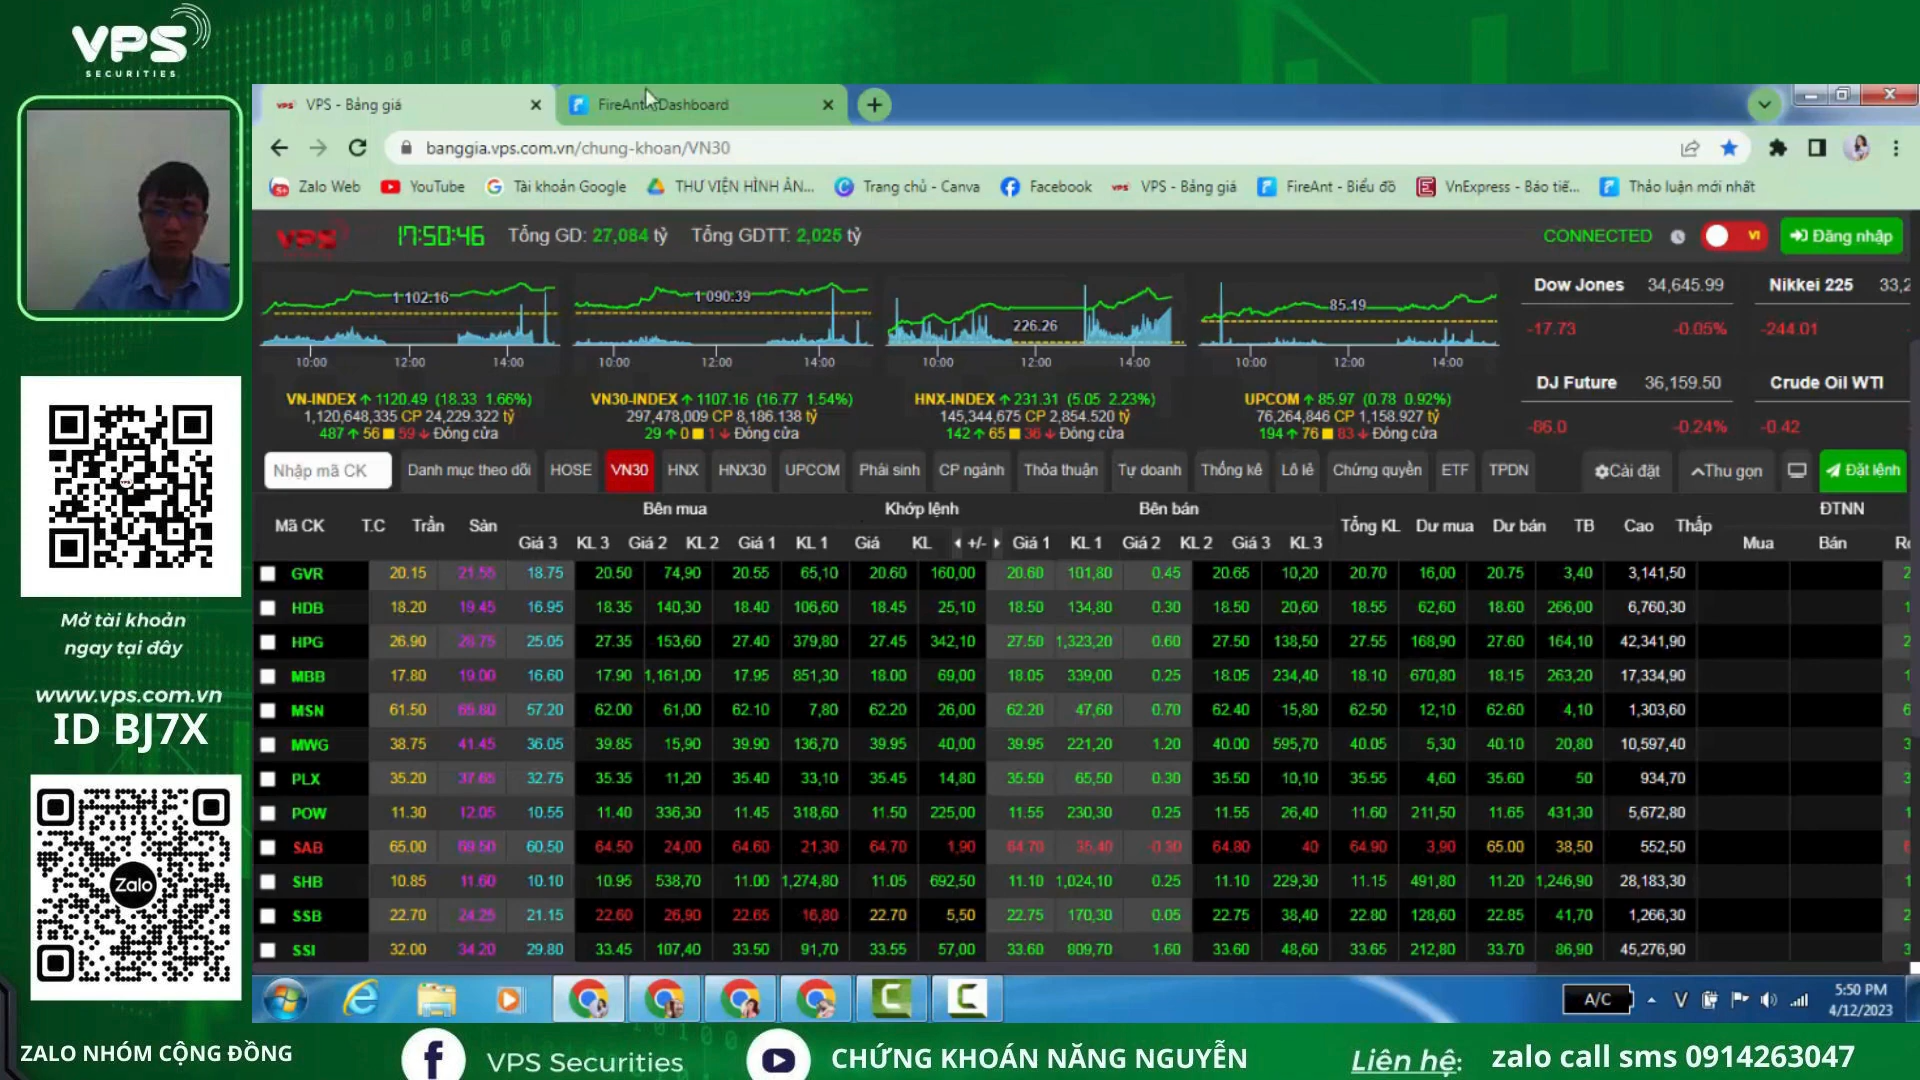 VPS
SECURITIES
VPS - Bảng giá
FireAnt Dashboard
banggia.vps.com.vn/chung-khoan/VN30
Zalo Web YouTube Tài khoản Google THƯ VIỆN HÌNH ẢN... Trang chủ - Canva Facebook VPS - Bảng giá FireAnt - Biểu đồ VnExpress - Báo tiế... Thảo luận mới nhất
VPS 17:50:46 Tổng GD: 27,084 tỷ Tổng GDTT: 2,025 tỷ CONNECTED VI Đăng nhập
1 102.16 1 090.39 226.26 85.19
10:00 12:00 14:00 10:00 12:00 14:00 10:00 12:00 14:00 10:00 12:00 14:00
Dow Jones 34,645.99 Nikkei 225 33,2
-17.73 -0.05% -244.01
DJ Future 36,159.50 Crude Oil WTI
-86.0 -0.24% -0.42
VN-INDEX 1120.49 (18.33 1.66%) VN30-INDEX 1107.16 (16.77 1.54%) HNX-INDEX 231.31 (5.05 2.23%) UPCOM 85.97 (0.78 0.92%)
1,120,648,335 CP 24,229.322 tỷ 297,478,009 CP 8,186.138 tỷ 145,344,675 CP 2,854.520 tỷ 76,264,846 CP 1,158.927 tỷ
487 56 59 Đóng cửa 29 0 1 Đóng cửa 142 65 36 Đóng cửa 194 76 83 Đóng cửa
Nhập mã CK Danh mục theo dõi HOSE VN30 HNX HNX30 UPCOM Phái sinh CP ngành Thỏa thuận Tự doanh Thống kê Lô lẻ Chứng quyền ETF TPDN Cài đặt Thu gọn Đặt lệnh
Mã CK T.C Trần Sàn Bên mua Khớp lệnh Bên bán Tổng KL Dư mua Dư bán TB Cao Thấp ĐTNN
Giá 3 KL 3 Giá 2 KL 2 Giá 1 KL 1 Giá KL +/- Giá 1 KL 1 Giá 2 KL 2 Giá 3 KL 3 Mua Bán
GVR 20.15 21.55 18.75 20.50 74,90 20.55 65,10 20.60 160,00 20.60 101,80 0.45 20.65 10,20 20.70 16,00 20.75 3,40 3,141,50
HDB 18.20 19.45 16.95 18.35 140,30 18.40 106,60 18.45 25,10 18.50 134,80 0.30 18.50 20,60 18.55 62,60 18.60 266,00 6,760,30
HPG 26.90 28.75 25.05 27.35 153,60 27.40 379,80 27.45 342,10 27.50 1,323,20 0.60 27.50 138,50 27.55 168,90 27.60 164,10 42,341,90
MBB 17.80 19.00 16.60 17.90 1,161,00 17.95 851,30 18.00 69,00 18.05 339,00 0.25 18.05 234,40 18.10 670,80 18.15 263,20 17,334,90
MSN 61.50 65.80 57.20 62.00 61,00 62.10 7,80 62.20 26,00 62.20 47,60 0.70 62.40 15,80 62.50 12,10 62.60 4,10 1,303,60
MWG 38.75 41.45 36.05 39.85 15,90 39.90 136,70 39.95 40,00 39.95 221,20 1.20 40.00 595,70 40.05 5,30 40.10 20,80 10,597,40
PLX 35.20 37.65 32.75 35.35 11,20 35.40 33,10 35.45 14,80 35.50 65,50 0.30 35.50 10,10 35.55 4,60 35.60 50 934,70
POW 11.30 12.05 10.55 11.40 336,30 11.45 318,60 11.50 225,00 11.55 230,30 0.25 11.55 26,40 11.60 211,50 11.65 431,30 5,672,80
SAB 65.00 69.50 60.50 64.50 24,00 64.60 21,30 64.70 1,90 64.70 35,40 -0.30 64.80 40 64.90 3,90 65.00 38,50 552,50
SHB 10.85 11.60 10.10 10.95 538,70 11.00 1,274,80 11.05 692,50 11.10 1,024,10 0.25 11.10 229,30 11.15 491,80 11.20 1,246,90 28,183,30
SSB 22.70 24.25 21.15 22.60 26,90 22.65 16,80 22.70 5,50 22.75 170,30 0.05 22.75 38,40 22.80 128,60 22.85 41,70 1,266,30
SSI 32.00 34.20 29.80 33.45 107,40 33.50 91,70 33.55 57,00 33.60 809,70 1.60 33.60 48,60 33.65 212,80 33.70 86,90 45,276,90
A/C
5:50 PM
4/12/2023
Mở tài khoản
ngay tại đây
www.vps.com.vn
ID BJ7X
Zalo
ZALO NHÓM CỘNG ĐỒNG
VPS Securities
CHỨNG KHOÁN NĂNG NGUYỄN
Liên hệ: zalo call sms 0914263047